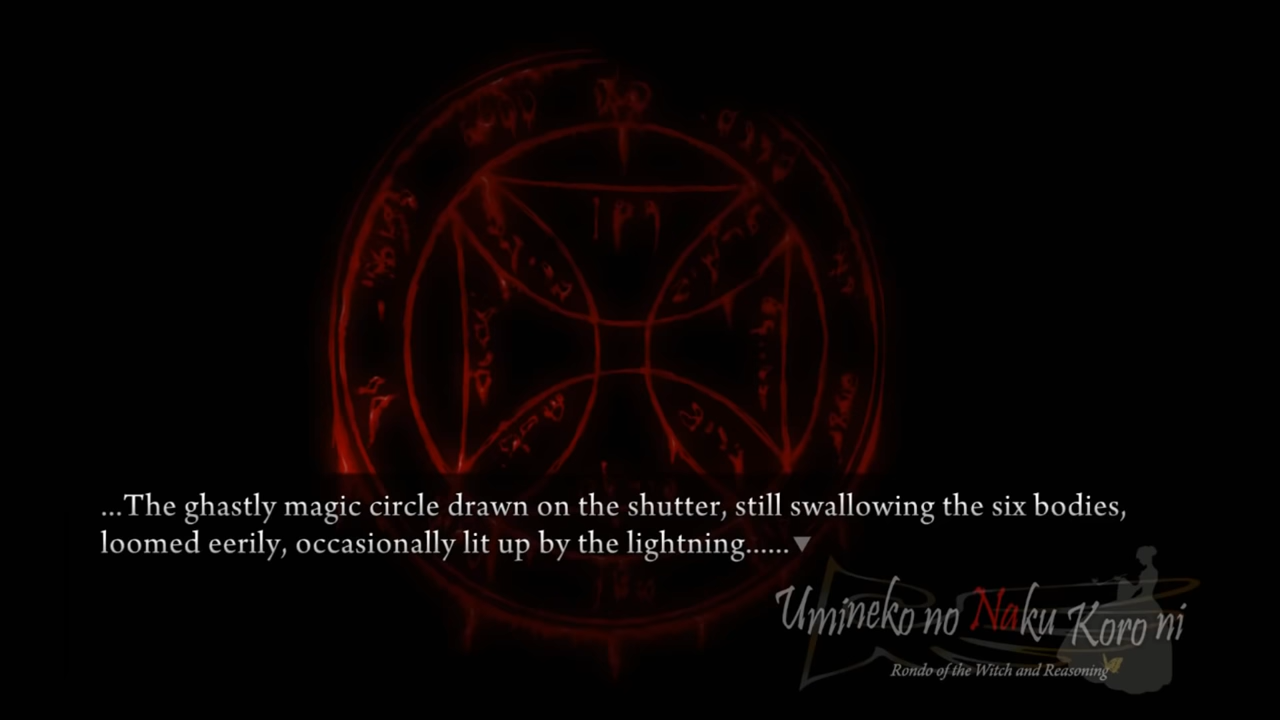 ...The ghastly magic circle drawn on the shutter, still swallowing the six bodies,
loomed eerily, occasionally lit up by the lightning......▼
Umineko no Naku Koro ni
Rondo of the Witch and Reasoning